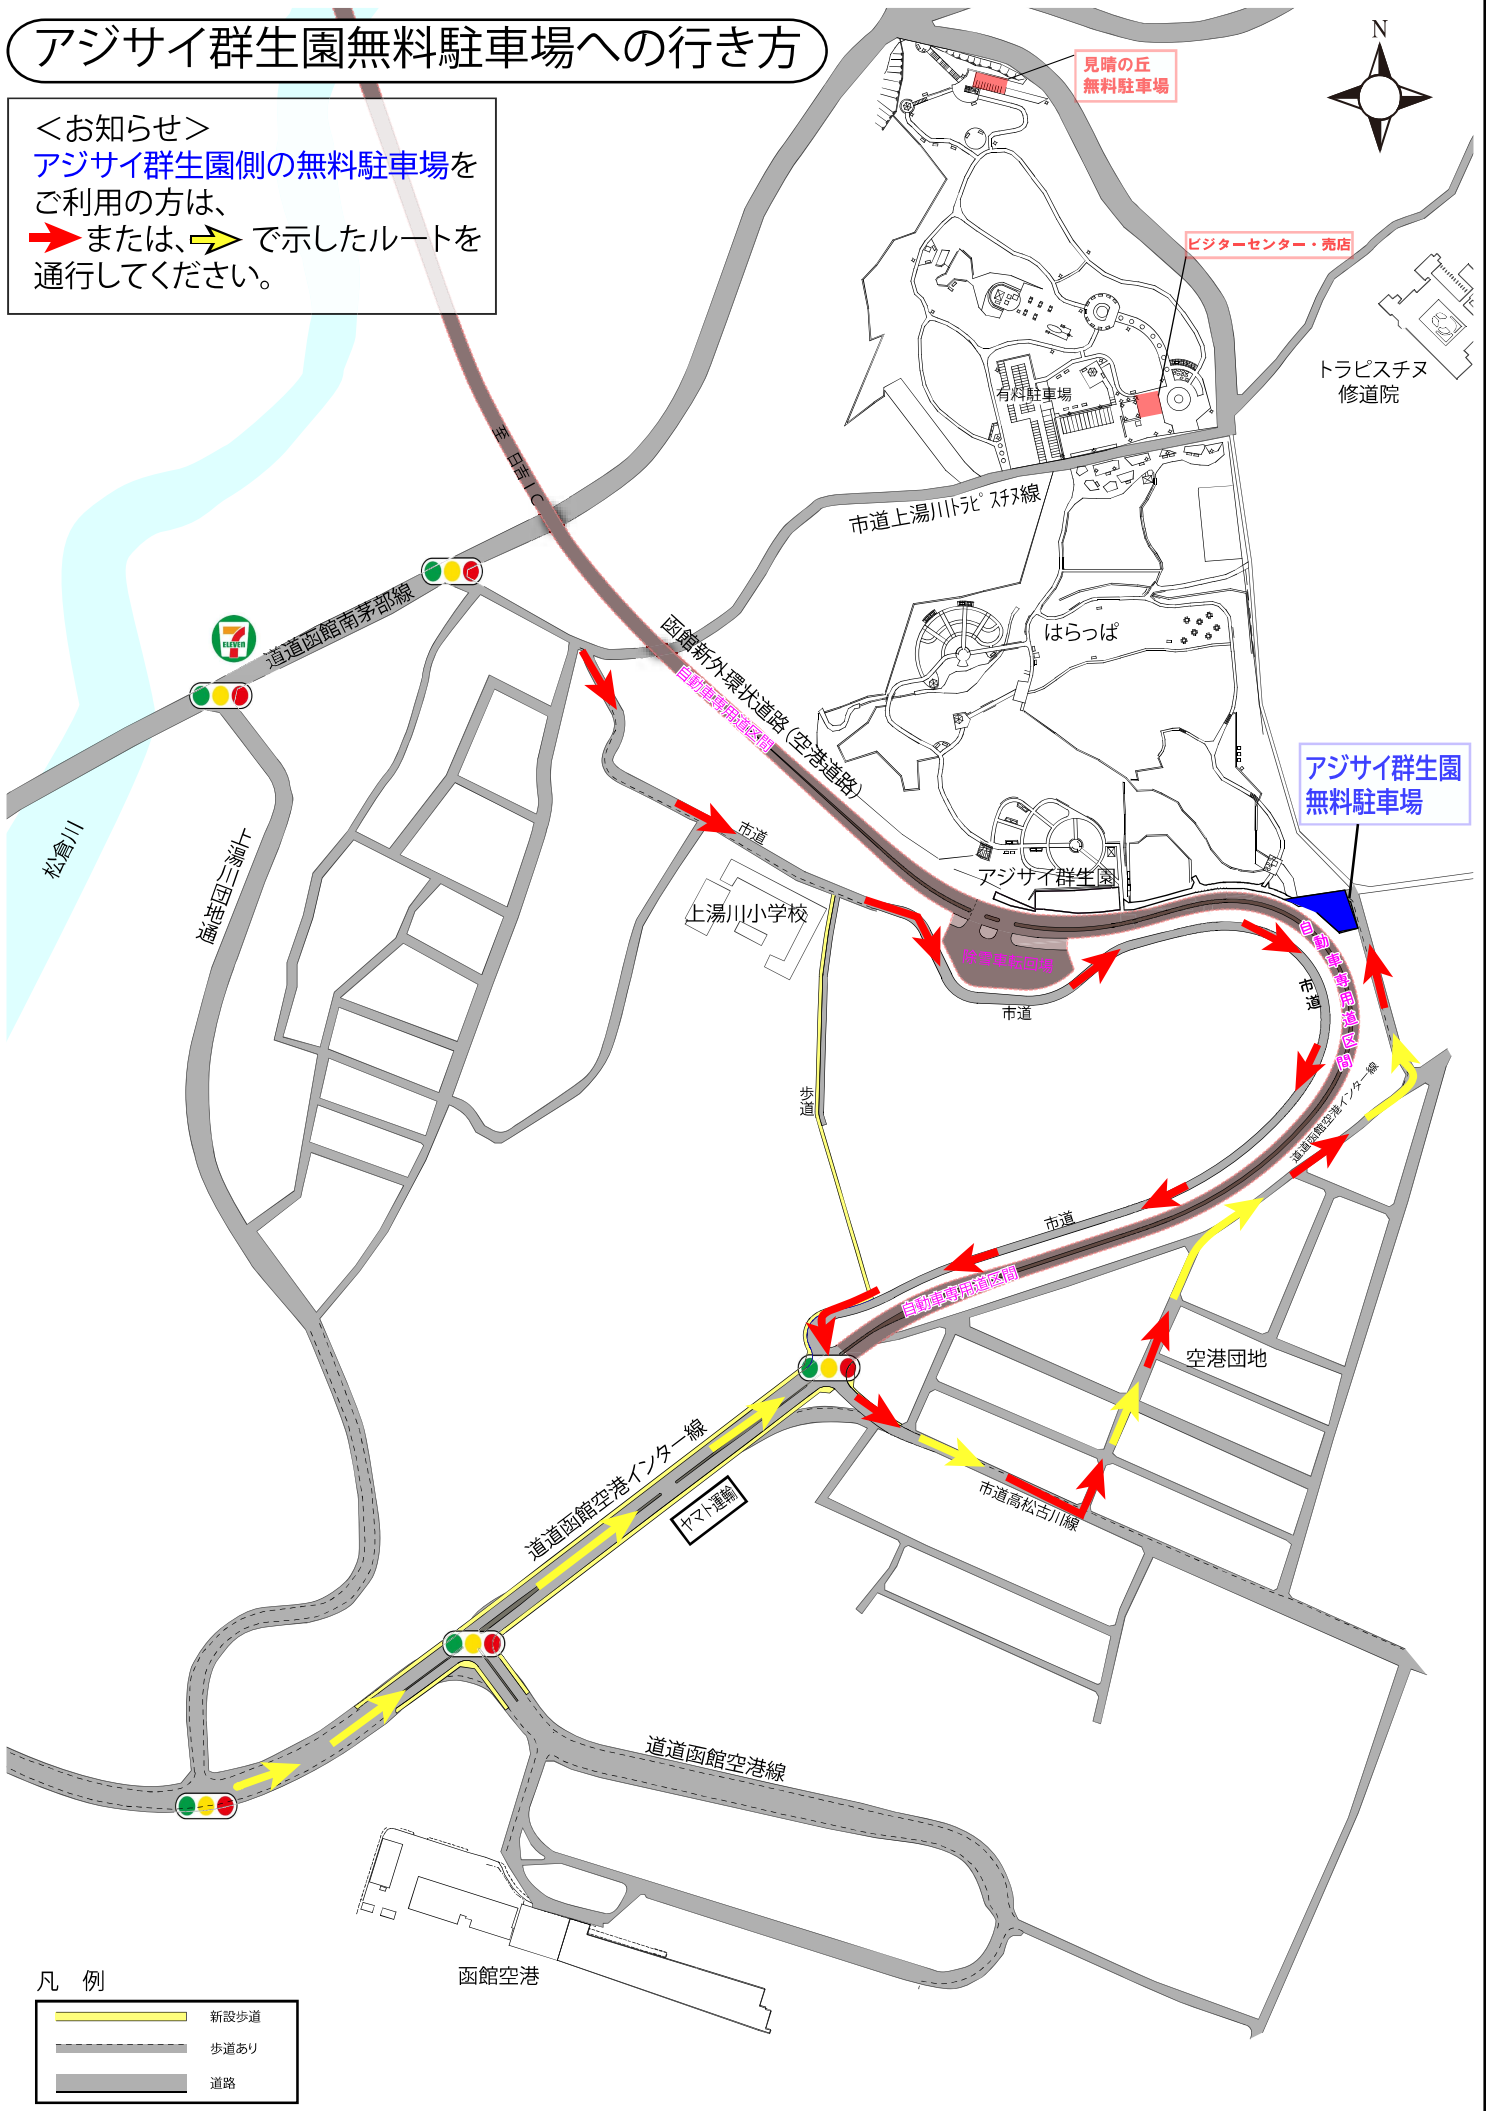 アジサイ群生園無料駐車場への行き方
N
見晴の丘
無料駐車場
<お知らせ>
アジサイ群生園側の無料駐車場を
ご利用の方は、
または、 で示したルートを
通行してください。
ビジターセンター・売店
トラピスチヌ
修道院
有料駐車場
至 日吉IC
市道上湯川トラピスチヌ線
道道函館南茅部線
7
ELEVEN
函館新外環状道路(空港道路)
自動車専用道区間
はらっぱ
アジサイ群生園
無料駐車場
松倉川
上湯川団地通
市道
上湯川小学校
アジサイ群生園
除雪車転回場
市道
自動車専用道区間
市道
歩道
道道函館空港インター線
市道
自動車専用道区間
空港団地
道道函館空港インター線
ヤマト運輸
市道高松古川線
道道函館空港線
函館空港
凡 例
新設歩道
歩道あり
道路